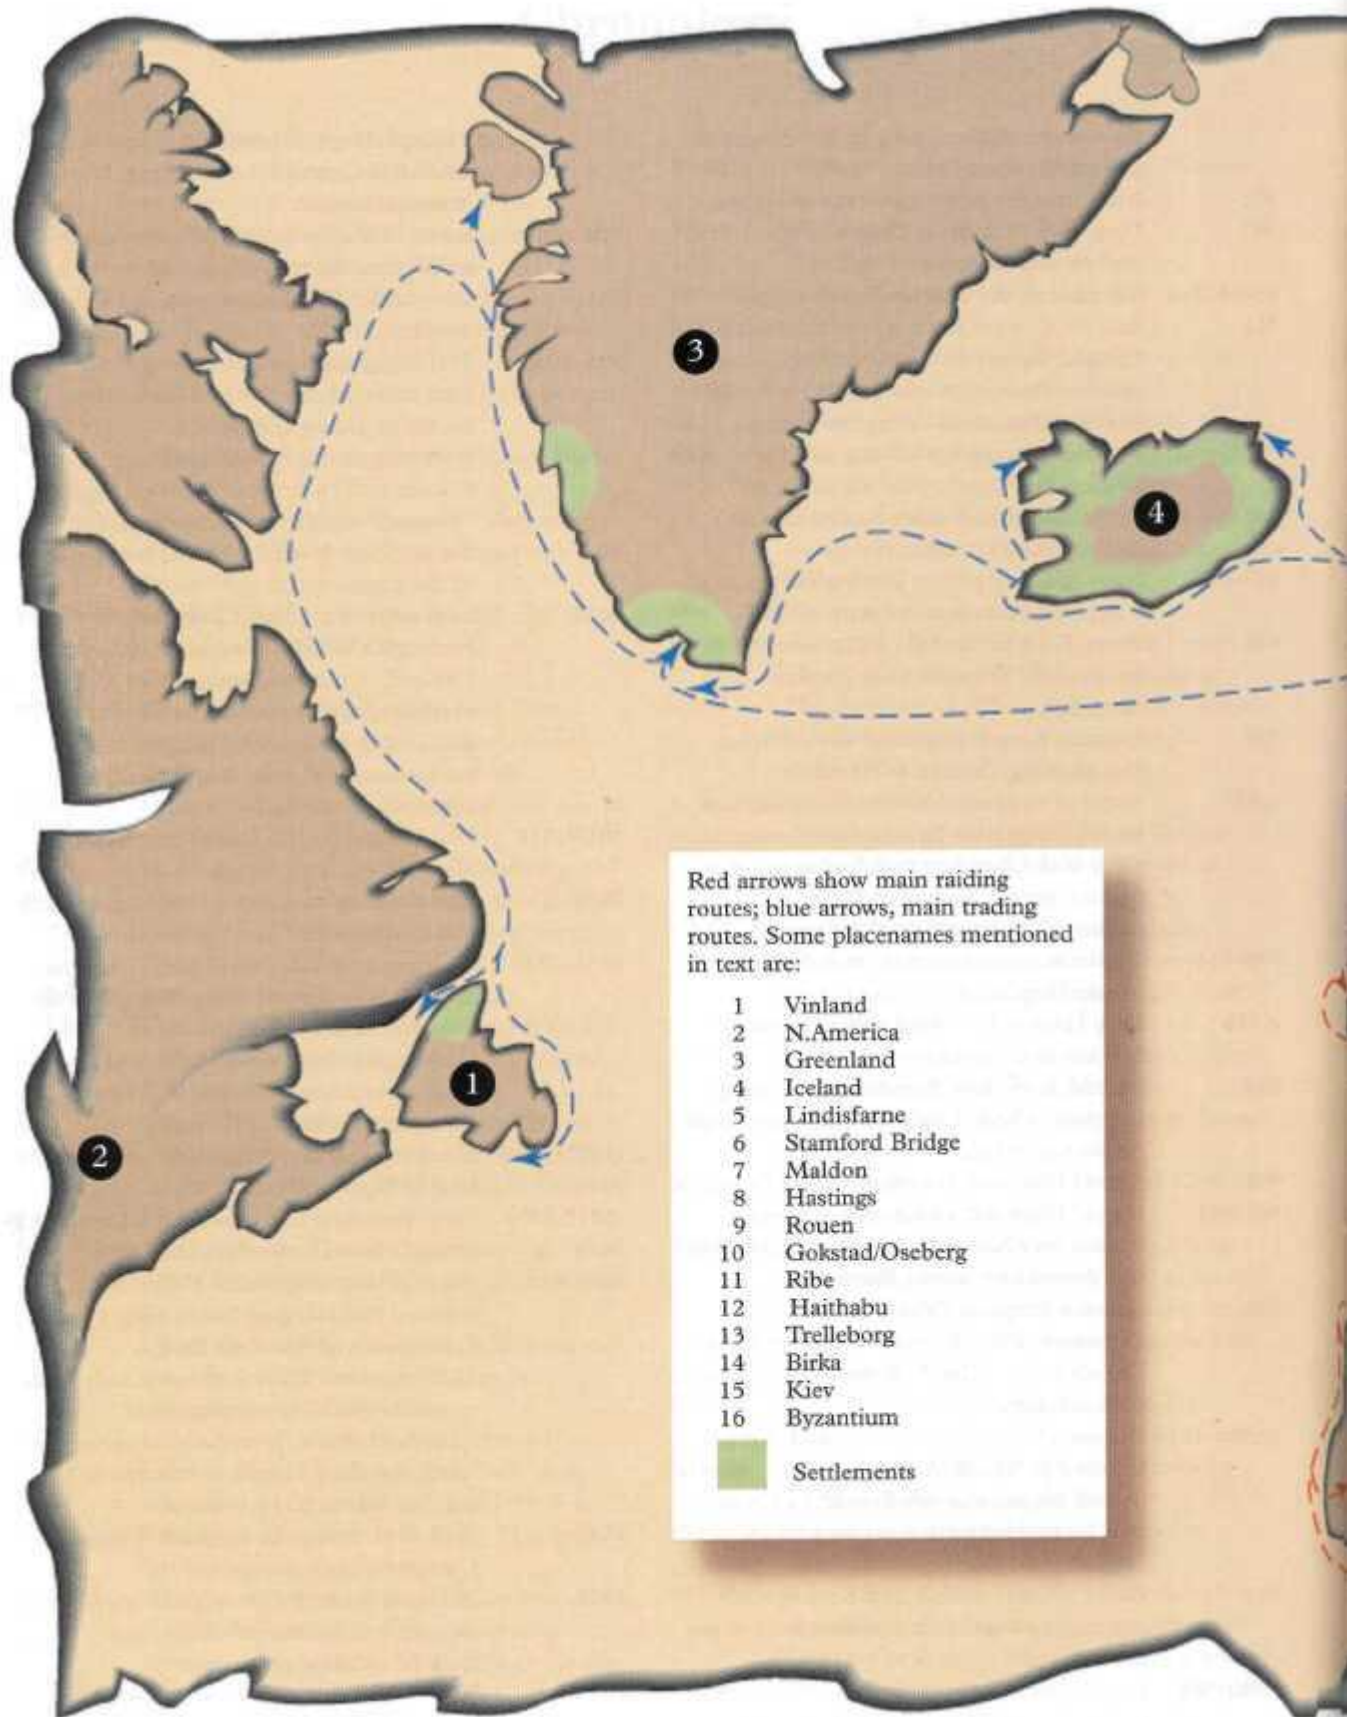 3
4
Red arrows show main raiding
routes; blue arrows, main trading
routes. Some placenames mentioned
in text are:
1 Vinland
2 N.America
3 Greenland
4 Iceland
5 Lindisfarne
6 Stamford Bridge
7 Maldon
8 Hastings
9 Rouen
10 Gokstad/Oseberg
11 Ribe
12 Haithabu
13 Trelleborg
14 Birka
15 Kiev
16 Byzantium
Settlements
1
2